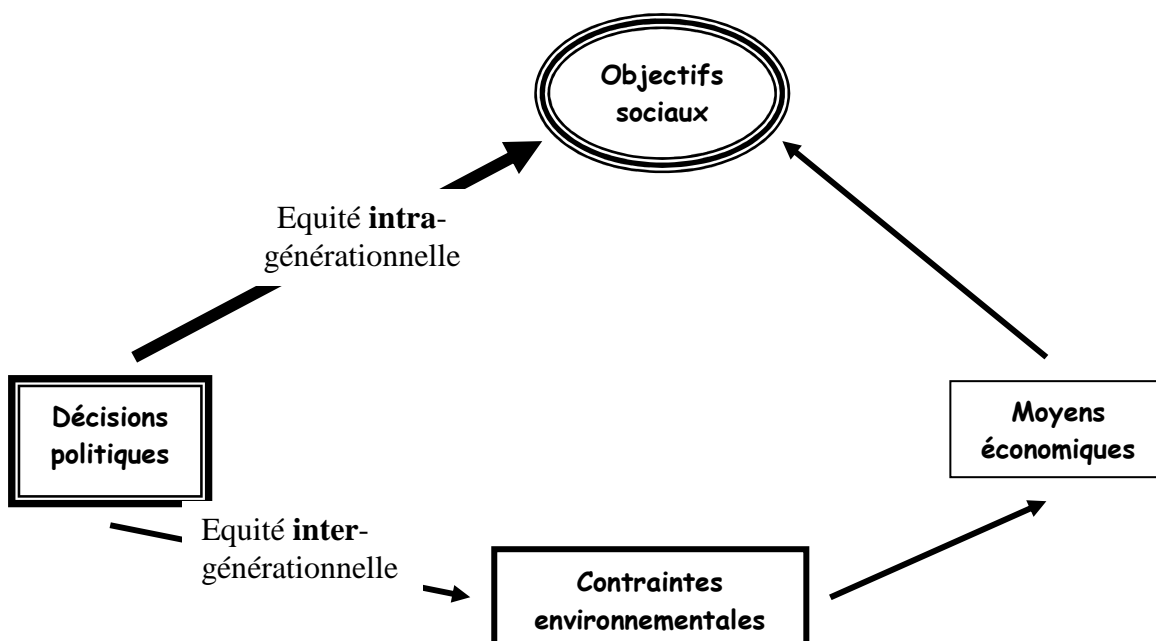 Objectifs
sociaux
Equité intra-
générationnelle
Décisions
politiques
Moyens
économiques
Equité inter-
générationnelle
Contraintes
environnementales